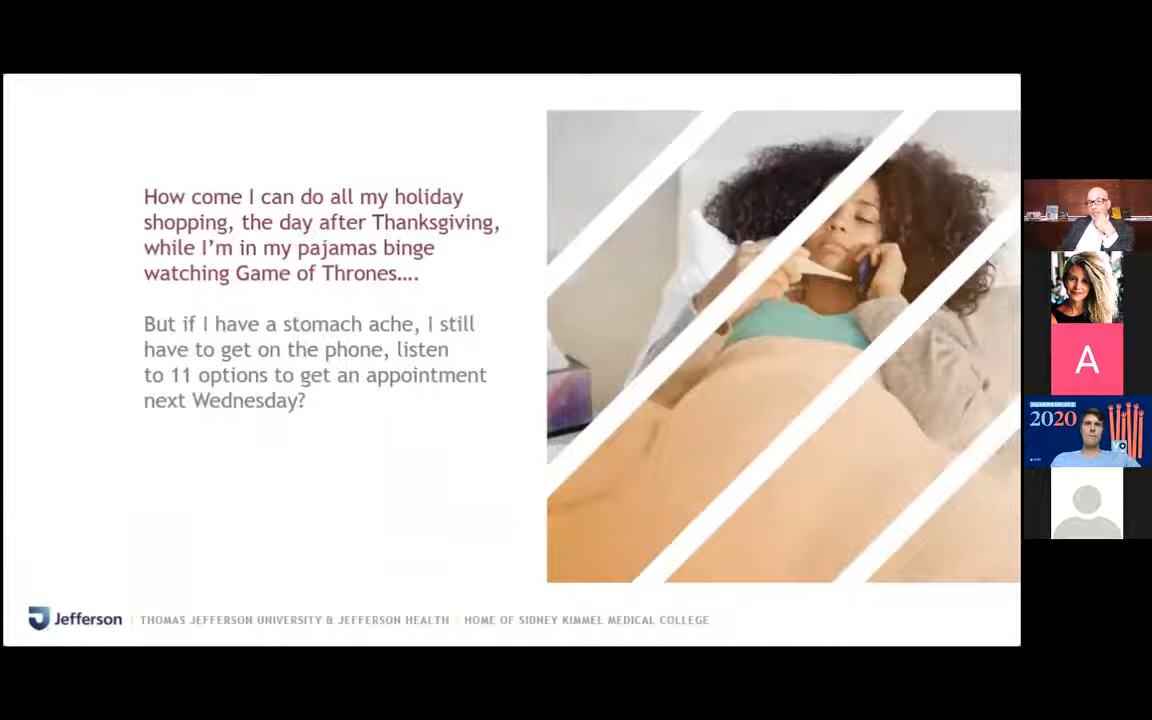 How come I can do all my holiday
shopping, the day after Thanksgiving,
while I'm in my pajamas binge
watching Game of Thrones....
But if I have a stomach ache, I still
have to get on the phone, listen
to 11 options to get an appointment
next Wednesday?
Jefferson
THOMAS JEFFERSON UNIVERSITY & JEFFERSON HEALTH
HOME OF SIDNEY KIMMEL MEDICAL COLLEGE
A
2020